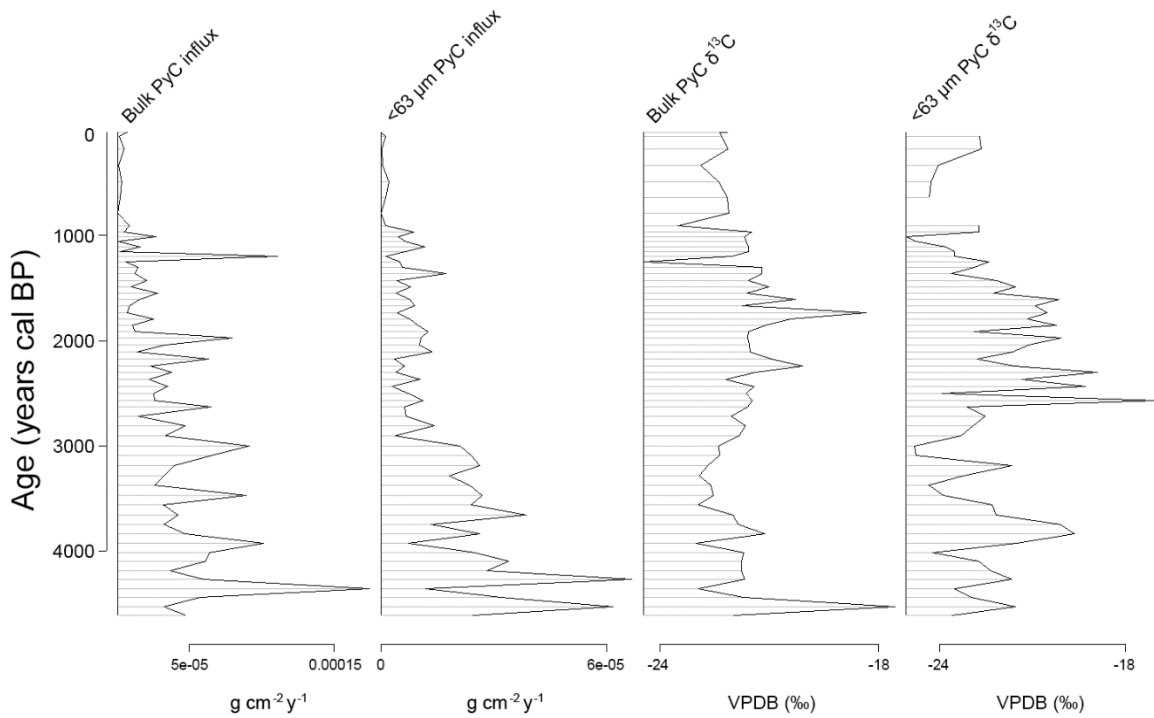 Bulk PyC influx
<63 µm PyC influx
Bulk PyC δ¹³C
<63 µm PyC δ¹³C
Age (years cal BP)
0
1000
2000
3000
4000
5e-05 0.00015
0 6e-05
-24 -18
-24 -18
g cm⁻² y⁻¹
g cm⁻² y⁻¹
VPDB (‰)
VPDB (‰)